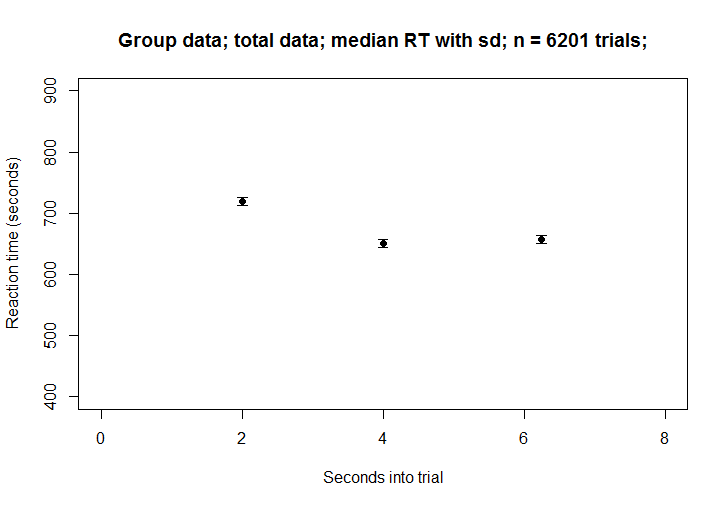 Group data; total data; median RT with sd; n = 6201 trials;
Reaction time (seconds)
900
800
700
600
500
400
0 2 4 6 8
Seconds into trial